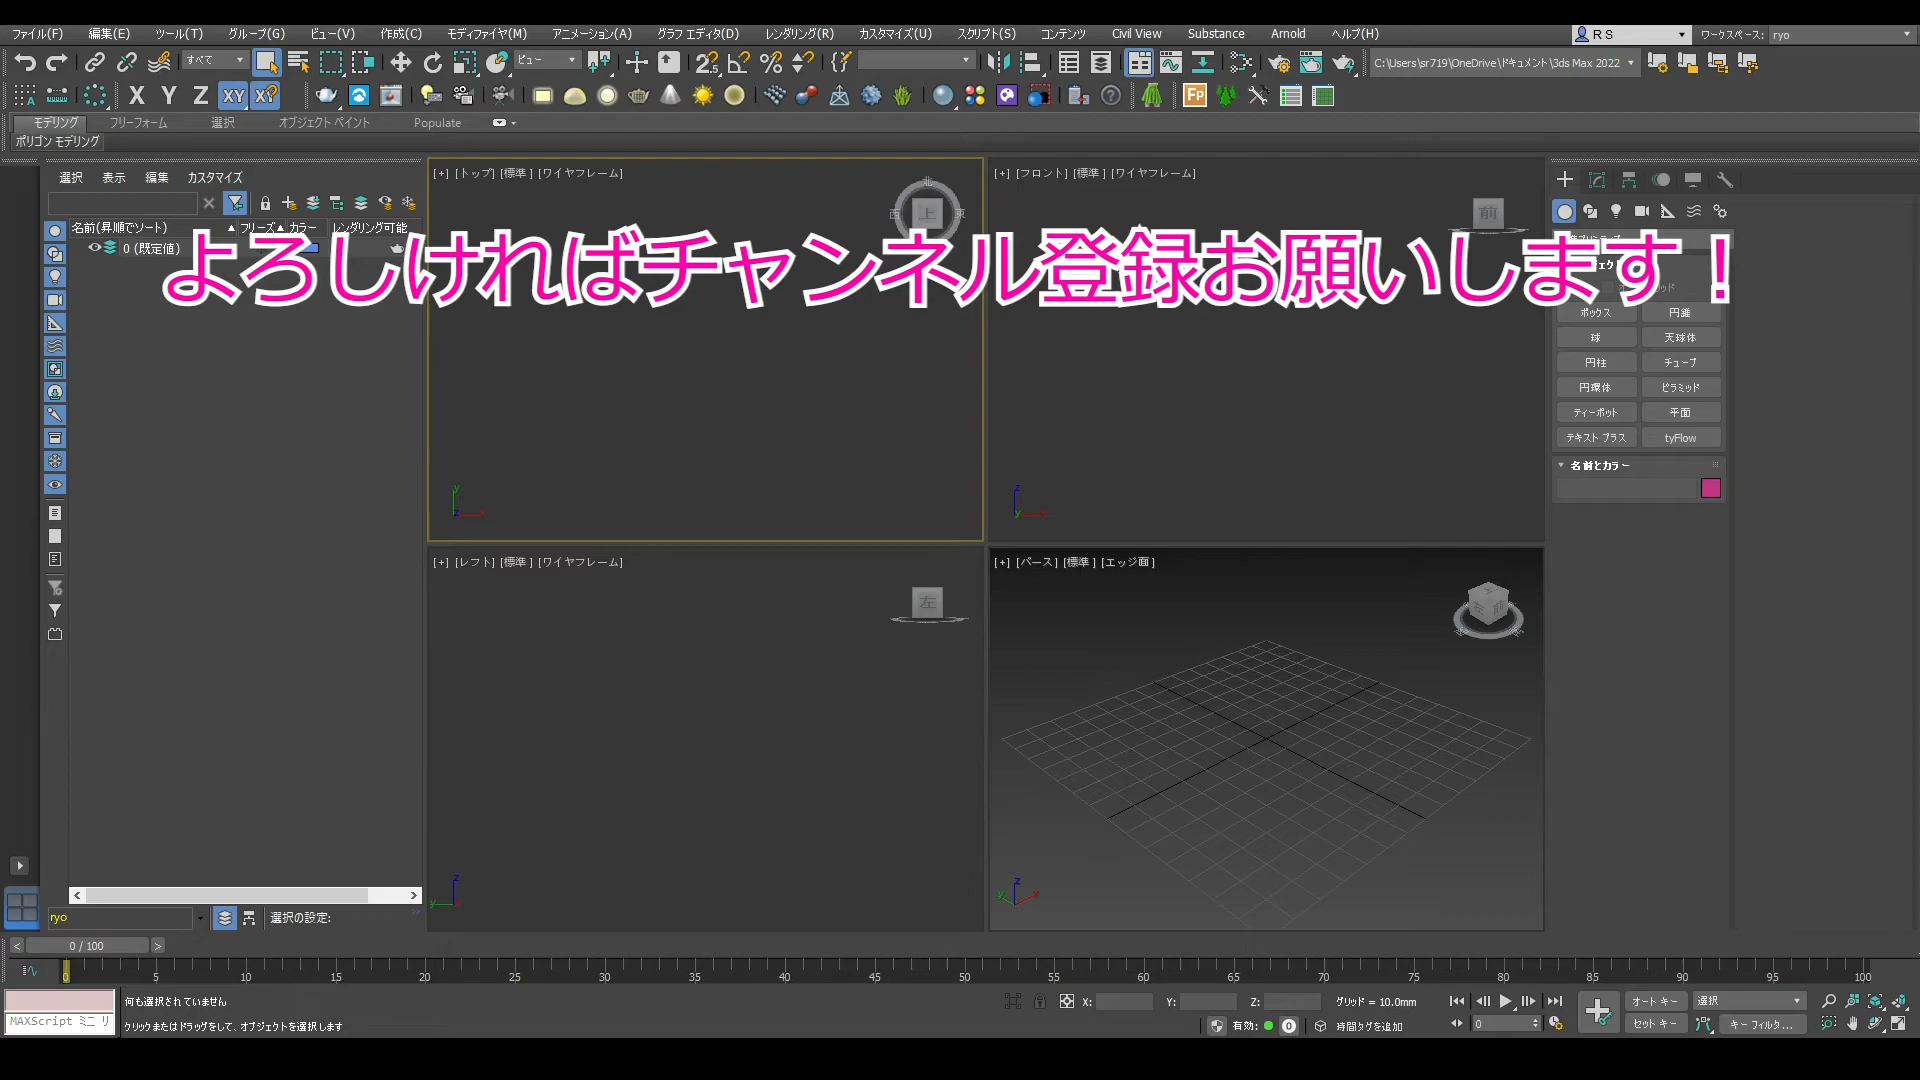 ファイル(F) 編集(E) ツール(T) グループ(G) ビュー(V) 作成(C) モディファイヤ(M) アニメーション(A) グラフ エディタ(D) レンダリング(R) カスタマイズ(U) スクリプト(S) コンテンツ Civil View Substance Arnold ヘルプ(H) R S ワークスペース: ryo
すべて ビュー C:\Users\sr719\OneDrive\ドキュメント\3ds Max 2022
X Y Z XY XY Fp
モデリング フリーフォーム 選択 オブジェクト ペイント Populate
ポリゴン モデリング
選択 表示 編集 カスタマイズ
[+] [トップ] [標準] [ワイヤフレーム]
[+] [フロント] [標準] [ワイヤフレーム]
北
西 上 東
前
名前(昇順でソート) ▲ フリーズ▲ カラー レンダリング可能
0 (既定値)
よろしければチャンネル登録お願いします！
ボックス 円錐
球 天球体
円柱 チューブ
円環体 ピラミッド
ティーポット 平面
テキスト プラス tyFlow
名前とカラー
y
z x
z
y x
[+] [レフト] [標準] [ワイヤフレーム]
[+] [パース] [標準] [エッジ面]
左
左 前
z
y
z
y x
ryo 選択の設定:
< 0 / 100 >
0 5 10 15 20 25 30 35 40 45 50 55 60 65 70 75 80 85 90 95 100
何も選択されていません X: Y: Z: グリッド = 10.0mm オート キー 選択
MAXScript ミニ リ クリックまたはドラッグをして、オブジェクトを選択します 有効: 0 時間タグを追加 0 セット キー キー フィルタ...